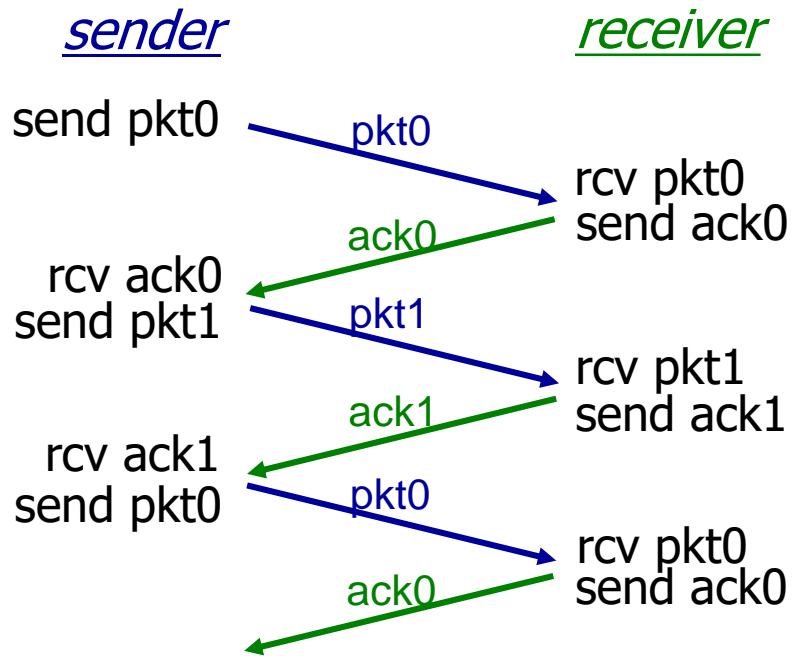 sender
receiver
send pkt0
pkt0
rcv pkt0
send ack0
ack0
rcv ack0
send pkt1
pkt1
rcv pkt1
send ack1
ack1
rcv ack1
send pkt0
pkt0
rcv pkt0
send ack0
ack0